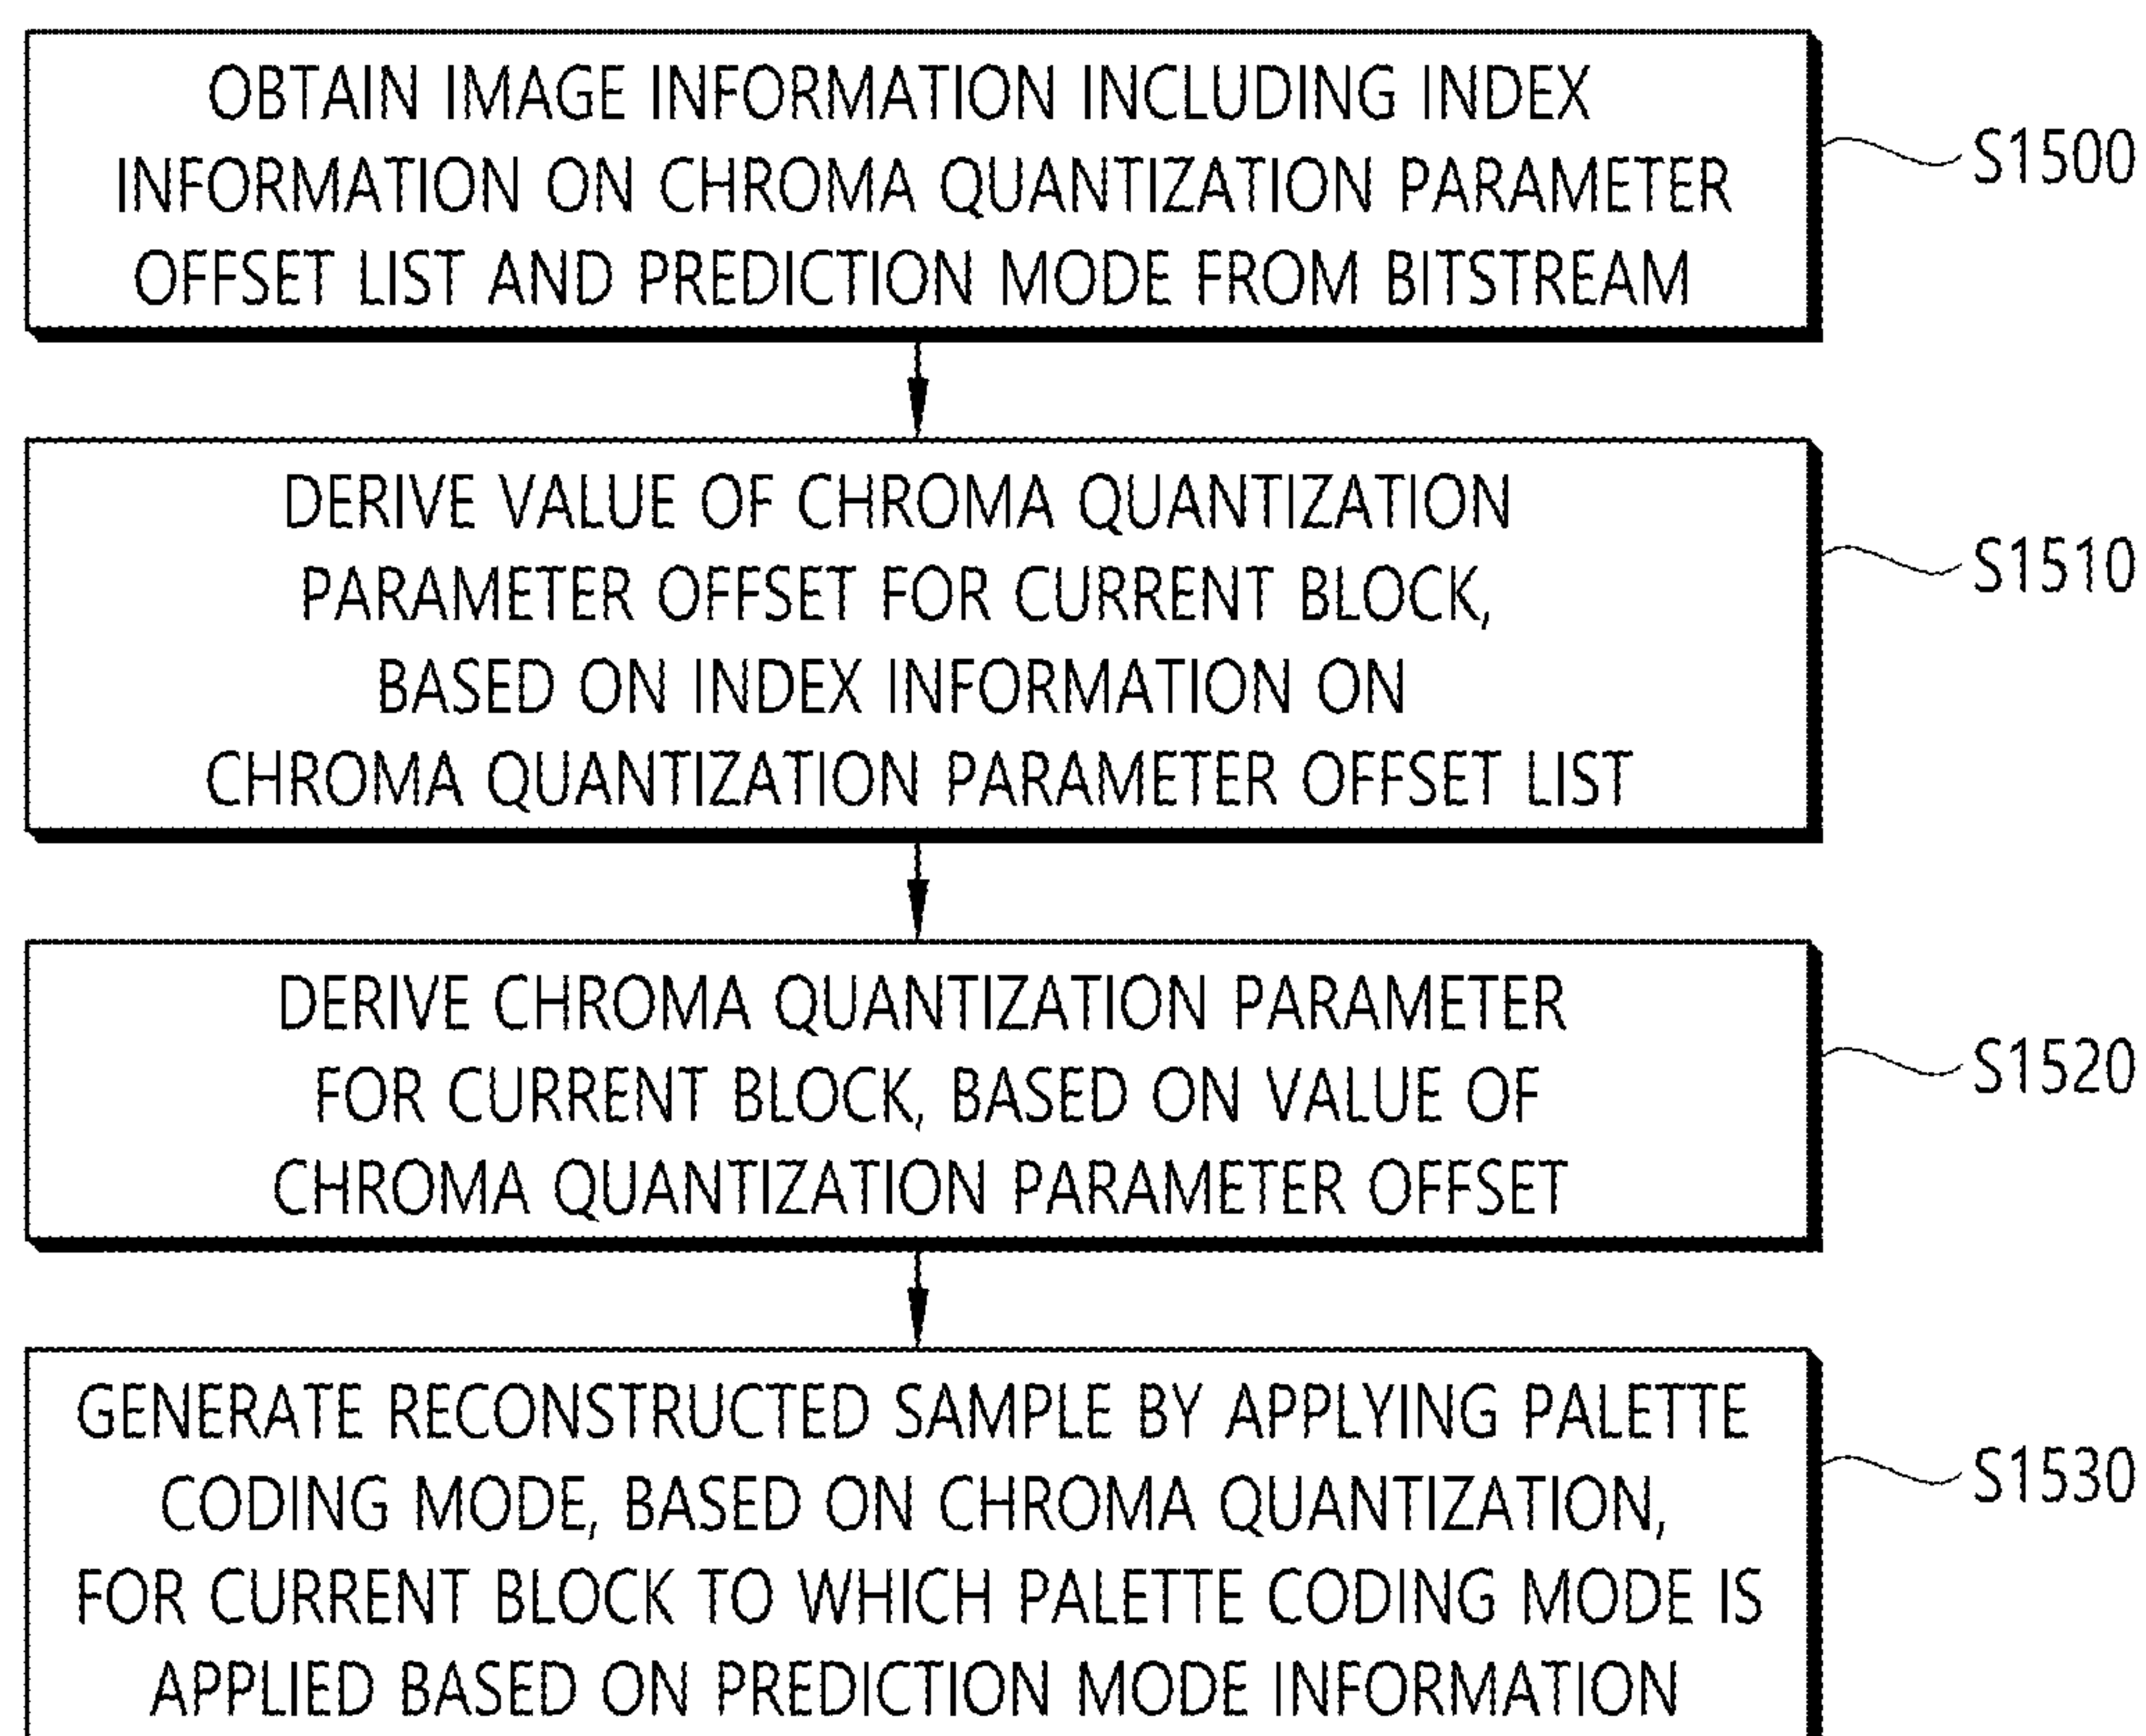 OBTAIN IMAGE INFORMATION INCLUDING INDEX
INFORMATION ON CHROMA QUANTIZATION PARAMETER
OFFSET LIST AND PREDICTION MODE FROM BITSTREAM
S1500
DERIVE VALUE OF CHROMA QUANTIZATION
PARAMETER OFFSET FOR CURRENT BLOCK,
BASED ON INDEX INFORMATION ON
CHROMA QUANTIZATION PARAMETER OFFSET LIST
S1510
DERIVE CHROMA QUANTIZATION PARAMETER
FOR CURRENT BLOCK, BASED ON VALUE OF
CHROMA QUANTIZATION PARAMETER OFFSET
S1520
GENERATE RECONSTRUCTED SAMPLE BY APPLYING PALETTE
CODING MODE, BASED ON CHROMA QUANTIZATION,
FOR CURRENT BLOCK TO WHICH PALETTE CODING MODE IS
APPLIED BASED ON PREDICTION MODE INFORMATION
S1530